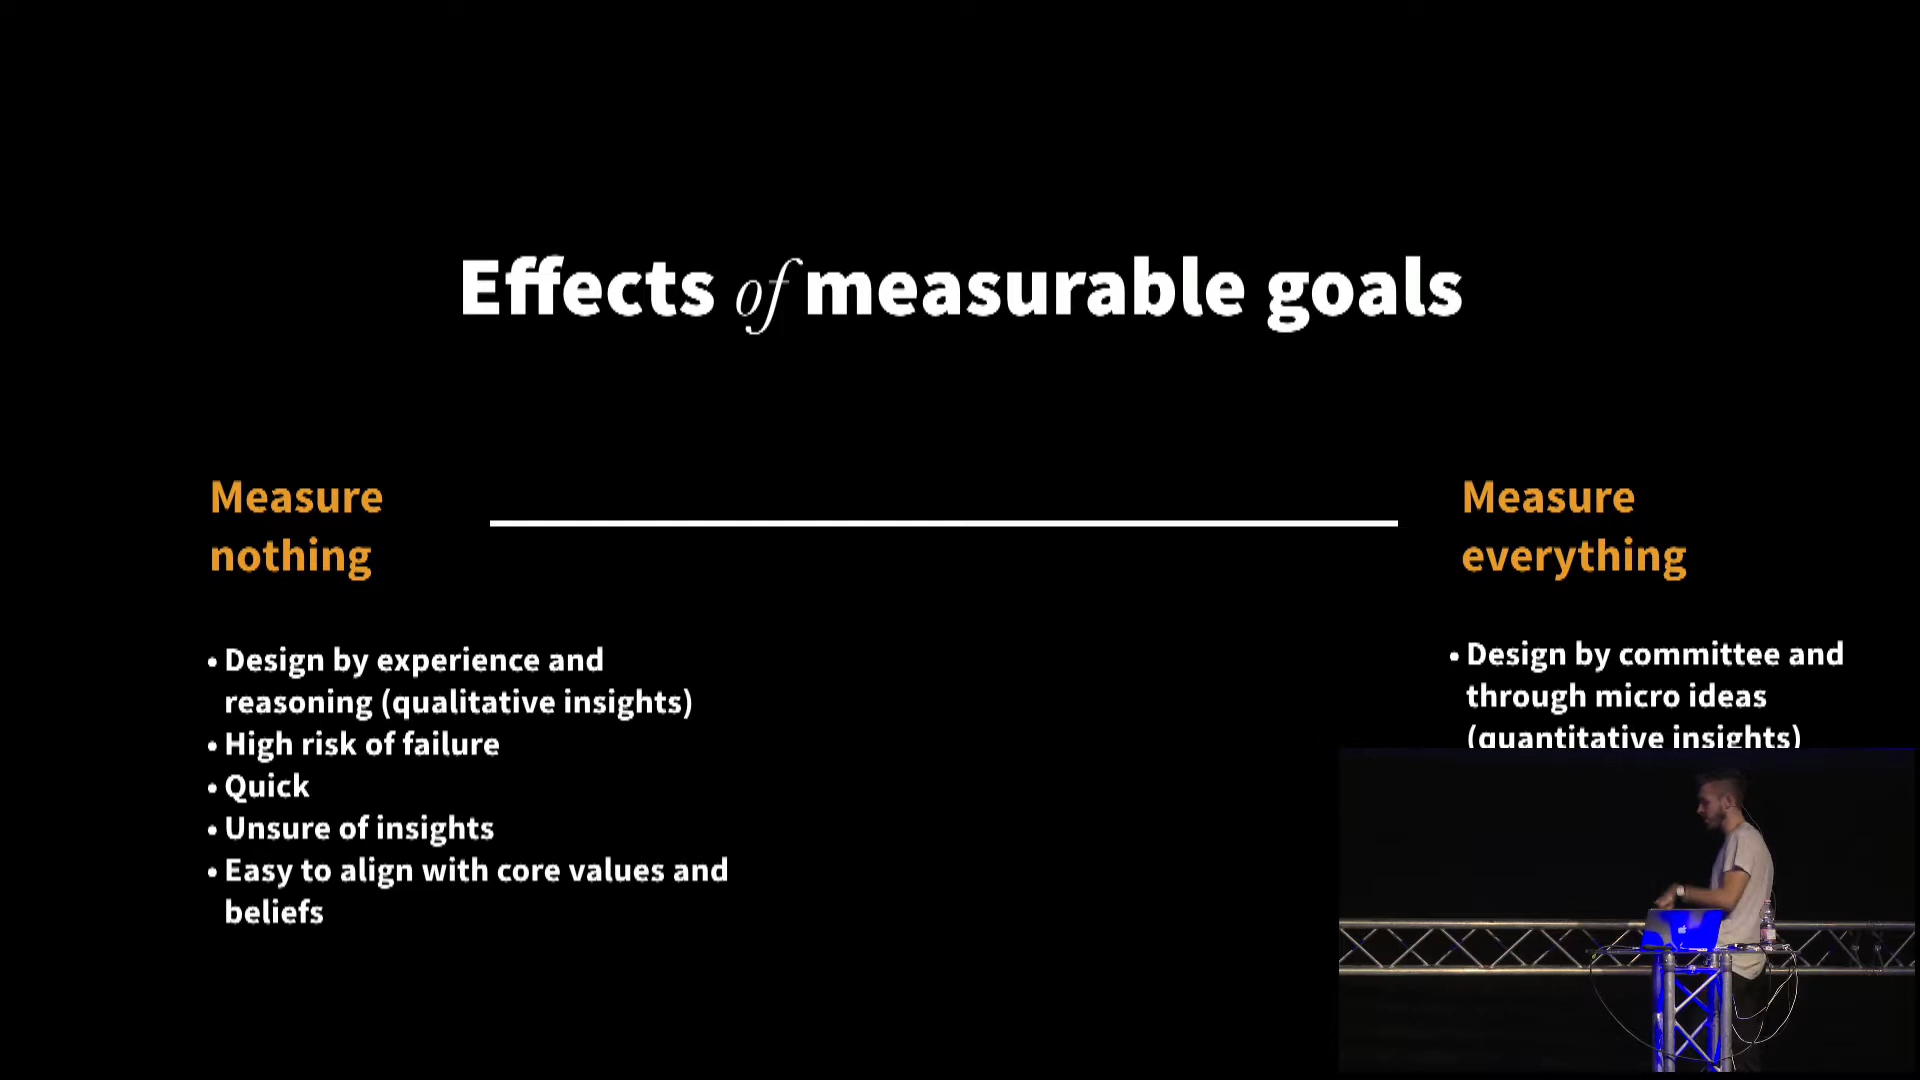 Effects of measurable goals
Measure
nothing
• Design by experience and
reasoning (qualitative insights)
• High risk of failure
• Quick
• Unsure of insights
• Easy to align with core values and
beliefs
Measure
everything
• Design by committee and
through micro ideas
(quantitative insights)